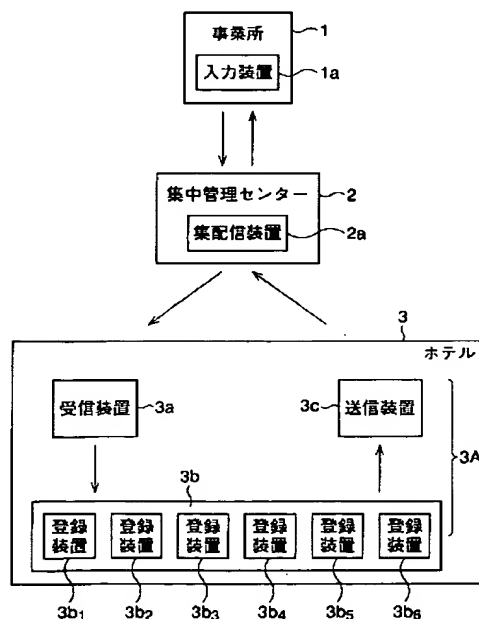 事業所
1
入力装置
1a
集中管理センター
2
集配信装置
2a
3
ホテル
受信装置
3a
3c
送信装置
3A
3b
登録
装置
登録
装置
登録
装置
登録
装置
登録
装置
登録
装置
3b1
3b2
3b3
3b4
3b5
3b6